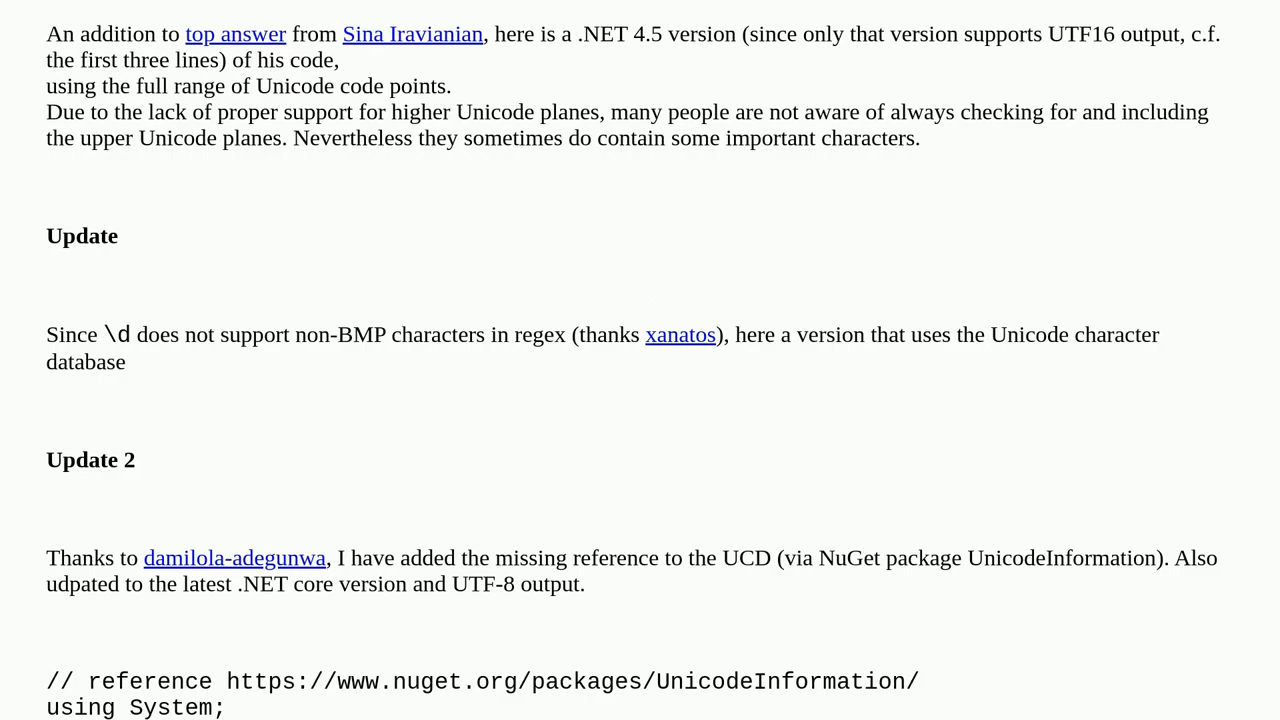 An addition to top answer from Sina Iravianian, here is a .NET 4.5 version (since only that version supports UTF16 output, c.f.
the first three lines) of his code,
using the full range of Unicode code points.
Due to the lack of proper support for higher Unicode planes, many people are not aware of always checking for and including
the upper Unicode planes. Nevertheless they sometimes do contain some important characters.
Update
Since \d does not support non-BMP characters in regex (thanks xanatos), here a version that uses the Unicode character
database
Update 2
Thanks to damilola-adegunwa, I have added the missing reference to the UCD (via NuGet package UnicodeInformation). Also
udpated to the latest .NET core version and UTF-8 output.
// reference https://www.nuget.org/packages/UnicodeInformation/
using System;